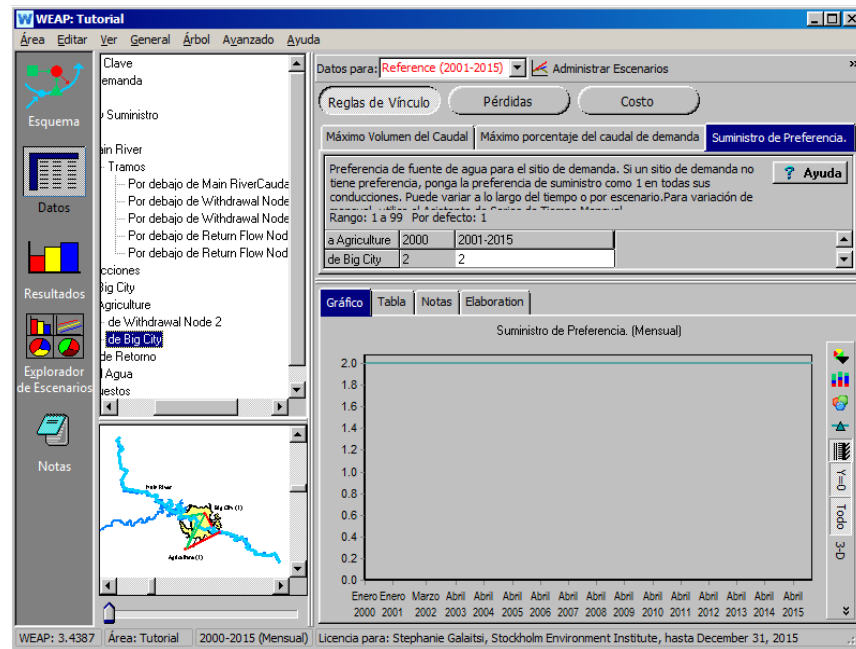 WEAP: Tutorial
Área Editar Ver General Árbol Avanzado Ayuda
Esquema
Datos
Resultados
Explorador
de Escenarios
Notas
Clave
emanda
Suministro
ain River
Tramos
Por debajo de Main RiverCauda
Por debajo de Withdrawal Node
Por debajo de Withdrawal Node
Por debajo de Return Flow Nod
Por debajo de Return Flow Nod
cciones
Big City
Agriculture
de Withdrawal Node 2
de Big City
de Retorno
l Agua
uestos
Main River
Big City (1)
Agriculture (1)
Datos para: Reference (2001-2015) Administrar Escenarios »
Reglas de Vínculo Pérdidas Costo
Máximo Volumen del Caudal Máximo porcentaje del caudal de demanda Suministro de Preferencia.
Preferencia de fuente de agua para el sitio de demanda. Si un sitio de demanda no
tiene preferencia, ponga la preferencia de suministro como 1 en todas sus
conducciones. Puede variar a lo largo del tiempo o por escenario.Para variación de
? Ayuda
Rango: 1 a 99 Por defecto: 1
a Agriculture 2000 2001-2015
de Big City 2 2
Gráfico Tabla Notas Elaboration
Suministro de Preferencia. (Mensual)
2.0
1.8
1.6
1.4
1.2
1.0
0.8
0.6
0.4
0.2
0.0
Enero Enero Marzo Abril Abril Abril Abril Abril Abril Abril Abril Abril Abril Abril Abril Abril
2000 2001 2002 2003 2004 2005 2006 2007 2008 2009 2010 2011 2012 2013 2014 2015
Y=0
Todo
3-D
WEAP: 3.4387 Área: Tutorial 2000-2015 (Mensual) Licencia para: Stephanie Galaitsi, Stockholm Environment Institute, hasta December 31, 2015